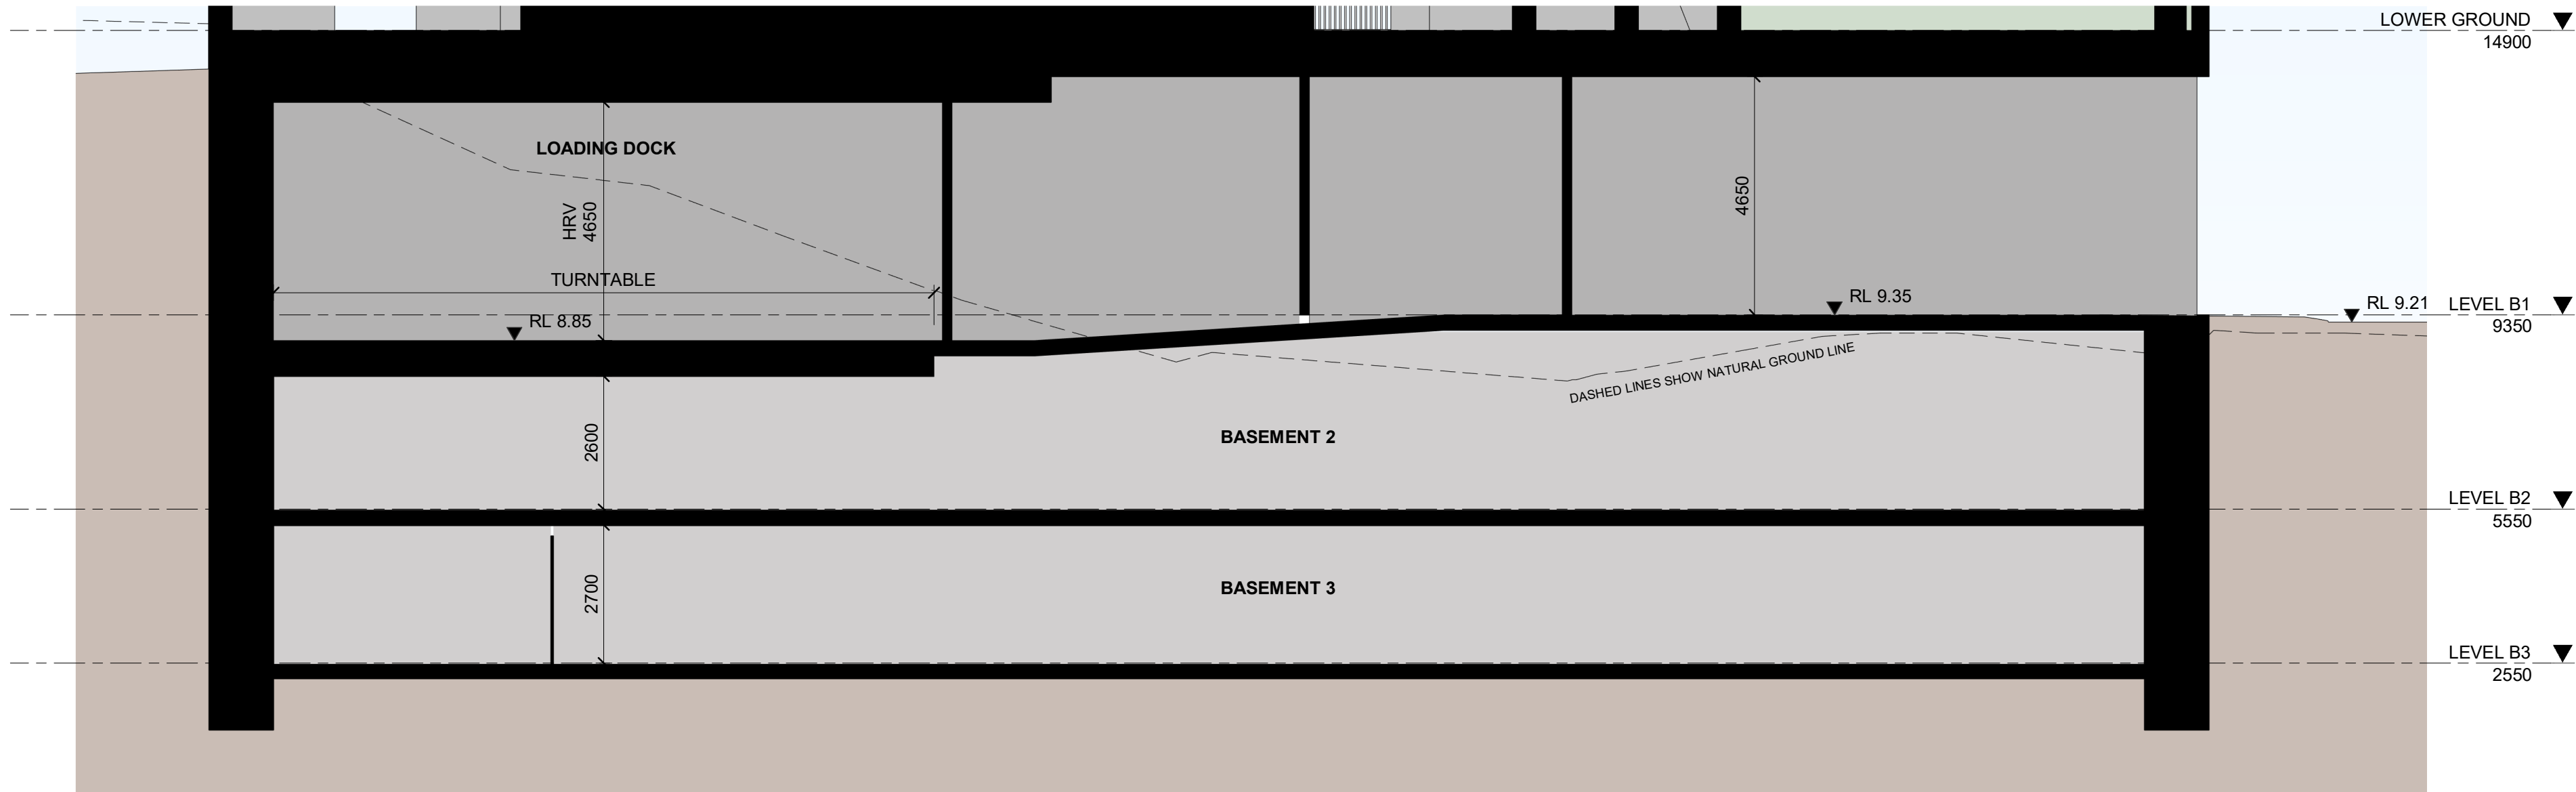 LOWER GROUND
14900
LOADING DOCK
HRV
4650
4650
TURNTABLE
RL 8.85
RL 9.35
RL 9.21
LEVEL B1
9350
DASHED LINES SHOW NATURAL GROUND LINE
BASEMENT 2
2600
LEVEL B2
5550
BASEMENT 3
2700
LEVEL B3
2550